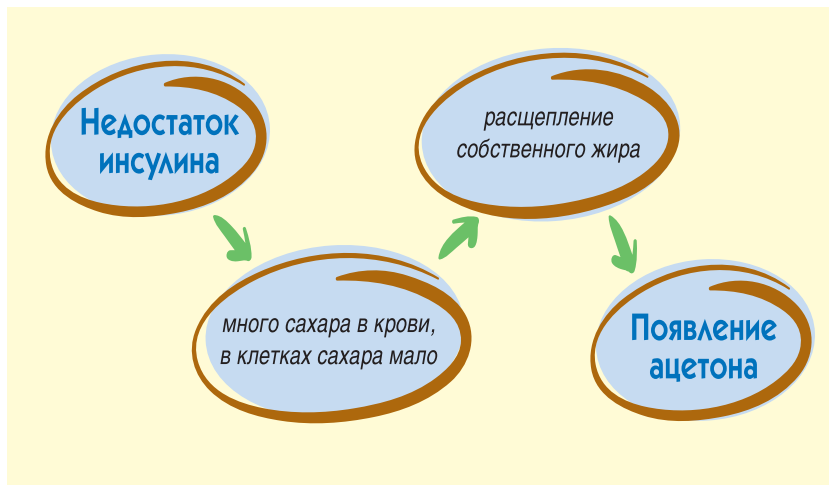 Недостаток
инсулина
много сахара в крови,
в клетках сахара мало
расщепление
собственного жира
Появление
ацетона